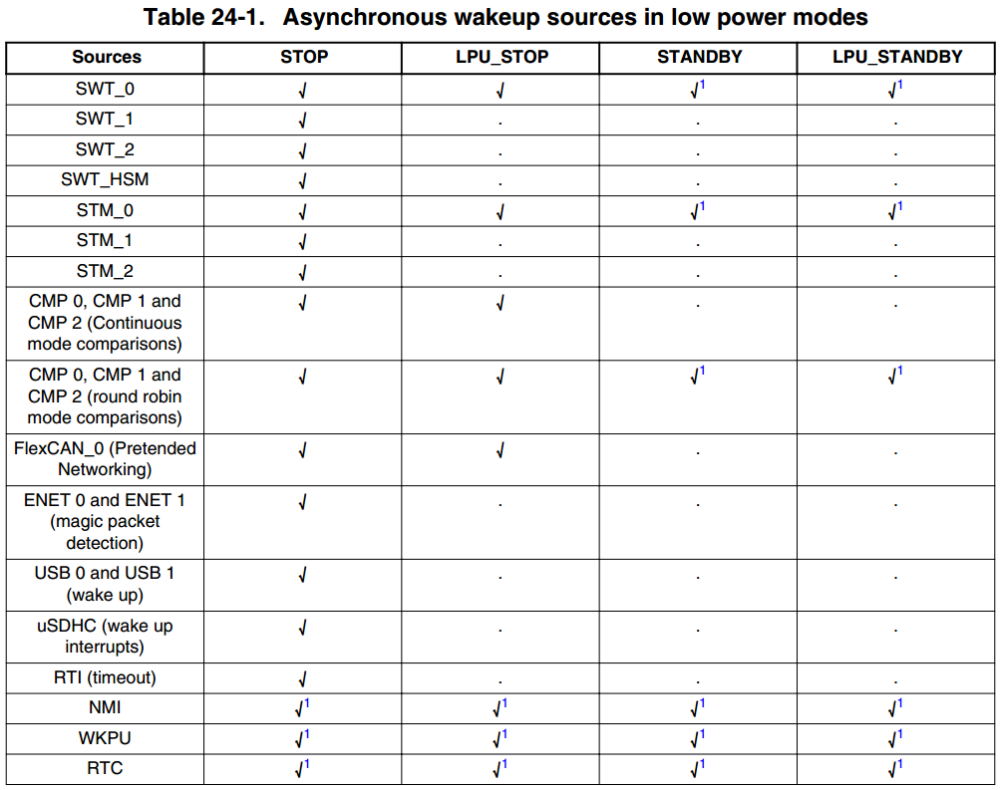 Table 24-1. Asynchronous wakeup sources in low power modes
Sources STOP LPU_STOP STANDBY LPU_STANDBY
SWT_0 √ √ √1 √1
SWT_1 √ . . .
SWT_2 √ . . .
SWT_HSM √ . . .
STM_0 √ √ √1 √1
STM_1 √ . . .
STM_2 √ . . .
CMP 0, CMP 1 and √ √ . .
CMP 2 (Continuous
mode comparisons)
CMP 0, CMP 1 and √ √ √1 √1
CMP 2 (round robin
mode comparisons)
FlexCAN_0 (Pretended √ √ . .
Networking)
ENET 0 and ENET 1 √ . . .
(magic packet
detection)
USB 0 and USB 1 √ . . .
(wake up)
uSDHC (wake up √ . . .
interrupts)
RTI (timeout) √ . . .
NMI √1 √1 √1 √1
WKPU √1 √1 √1 √1
RTC √1 √1 √1 √1